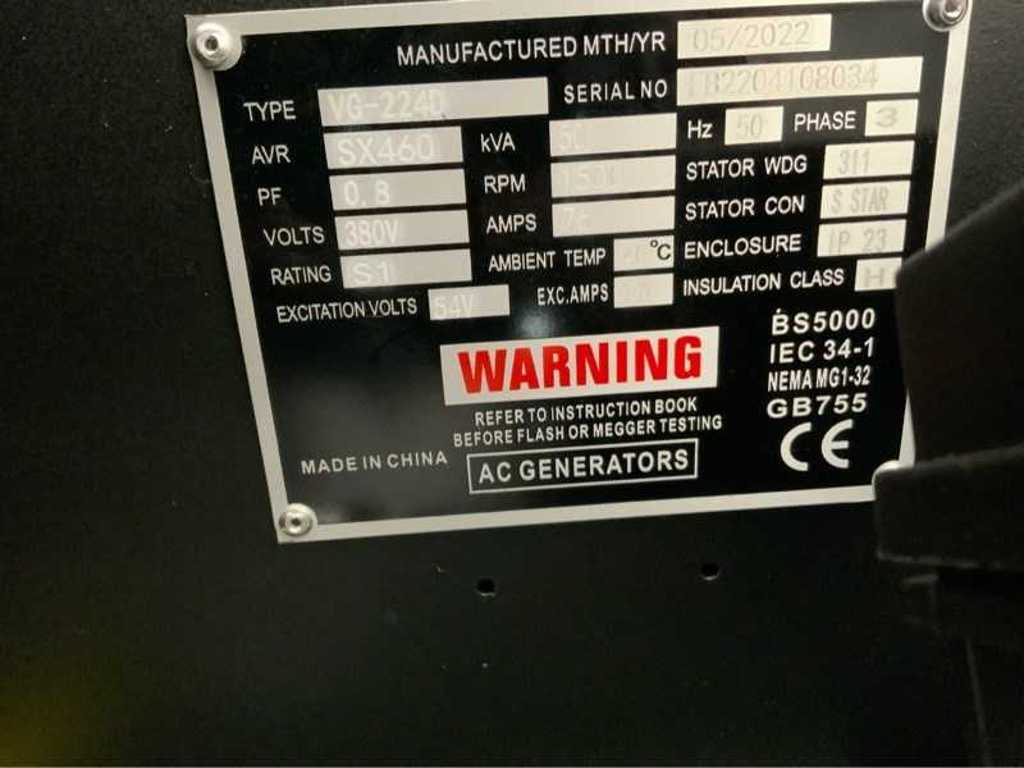 MANUFACTURED MTH/YR 05/2022
TYPE VG-224D SERIAL NO
AVR SX460 kVA Hz 50 PHASE 3
PF 0.8 RPM STATOR WDG 311
VOLTS 380V AMPS STATOR CON S STAR
RATING S1 AMBIENT TEMP °C ENCLOSURE IP 23
EXCITATION VOLTS 54V EXC.AMPS INSULATION CLASS H
WARNING
REFER TO INSTRUCTION BOOK
BEFORE FLASH OR MEGGER TESTING
BS5000
IEC 34-1
NEMA MG1-32
GB755
CE
MADE IN CHINA
AC GENERATORS